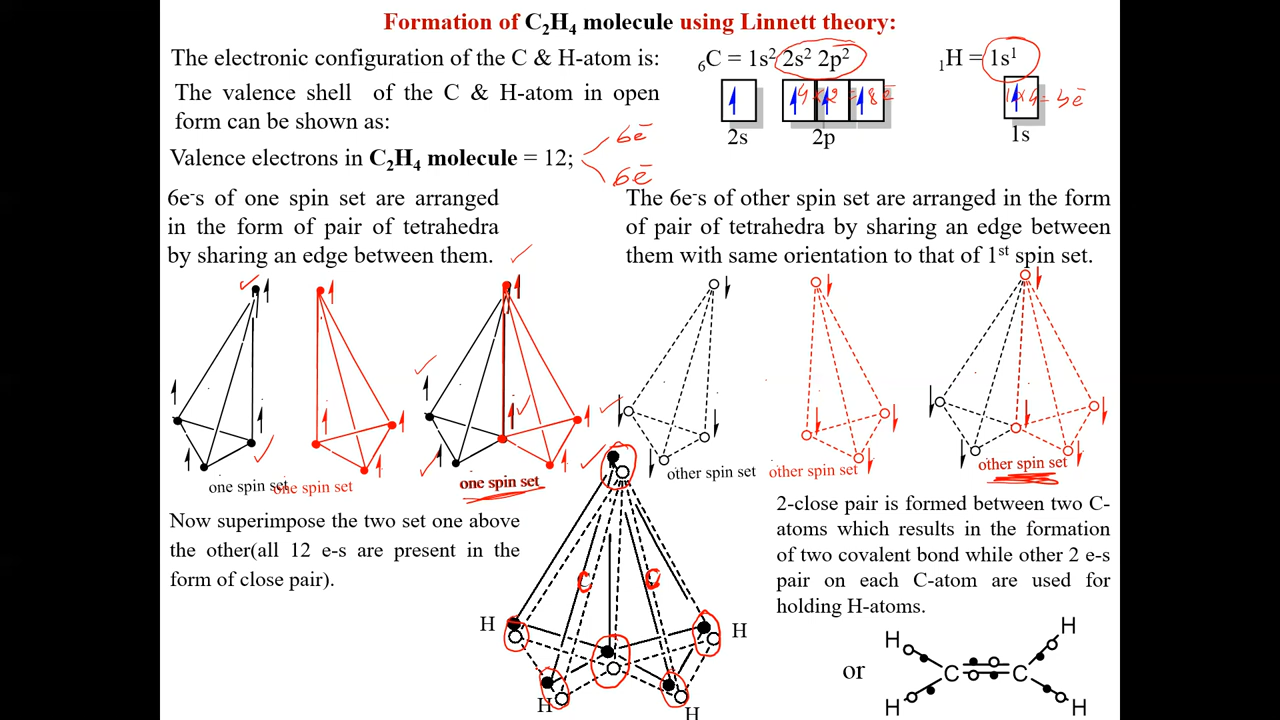 Formation of C₂H₄ molecule using Linnett theory:
The electronic configuration of the C & H-atom is:
₆C = 1s² 2s² 2p²
₁H = 1s¹
The valence shell of the C & H-atom in open
form can be shown as:
4×2=8e̅
1×4=4e̅
2s
2p
1s
Valence electrons in C₂H₄ molecule = 12;
6e̅
6e̅
6e⁻s of one spin set are arranged
in the form of pair of tetrahedra
by sharing an edge between them.
The 6e⁻s of other spin set are arranged in the form
of pair of tetrahedra by sharing an edge between
them with same orientation to that of 1ˢᵗ spin set.
one spin set
one spin set
one spin set
other spin set
other spin set
other spin set
Now superimpose the two set one above
the other(all 12 e-s are present in the
form of close pair).
C C
H
H
H
H
2-close pair is formed between two C-
atoms which results in the formation
of two covalent bond while other 2 e-s
pair on each C-atom are used for
holding H-atoms.
or
H H
C C
H H